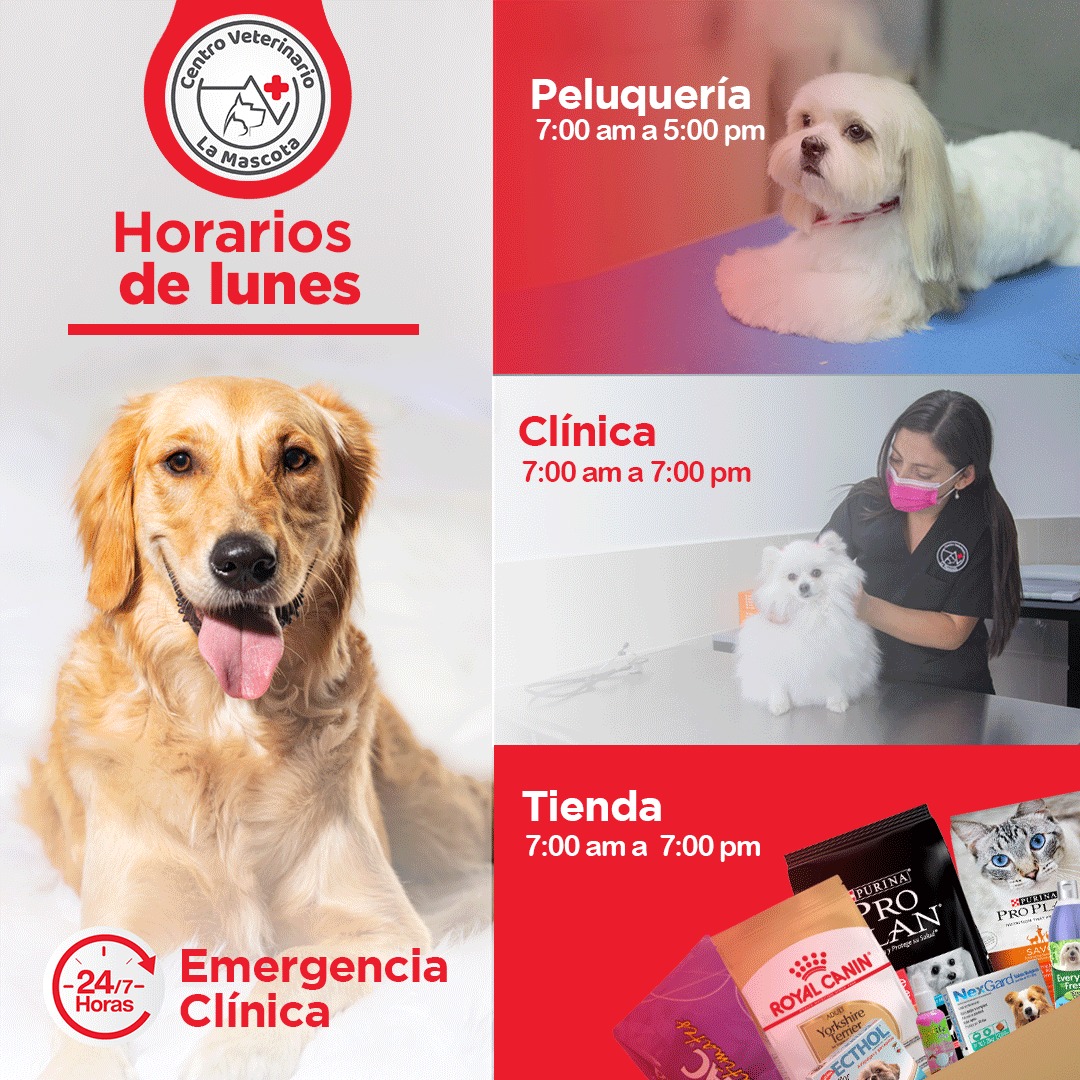 Centro Veterinario
La Mascota
Horarios
de lunes
Peluquería
7:00 am a 5:00 pm
Clínica
7:00 am a 7:00 pm
Tienda
7:00 am a 7:00 pm
24/7
Horas
Emergencia
Clínica
PURINA
PRO
PLAN
PURINA
PRO PLAN
ROYAL CANIN
Yorkshire
Terrier
NexGard
ECTHOL